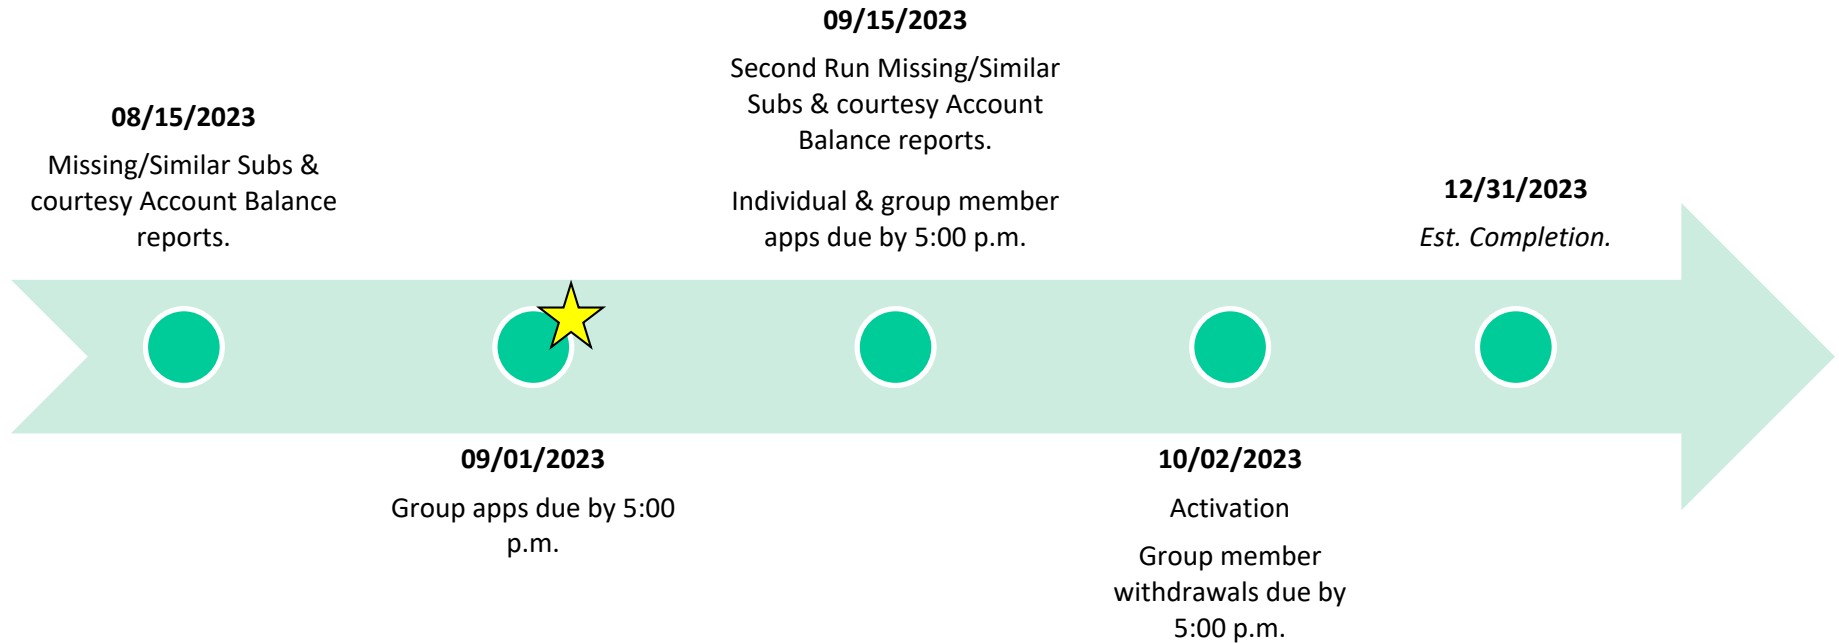 08/15/2023
Missing/Similar Subs &
courtesy Account Balance
reports.
09/01/2023
Group apps due by 5:00
p.m.
09/15/2023
Second Run Missing/Similar
Subs & courtesy Account
Balance reports.
Individual & group member
apps due by 5:00 p.m.
10/02/2023
Activation
Group member
withdrawals due by
5:00 p.m.
12/31/2023
Est. Completion.